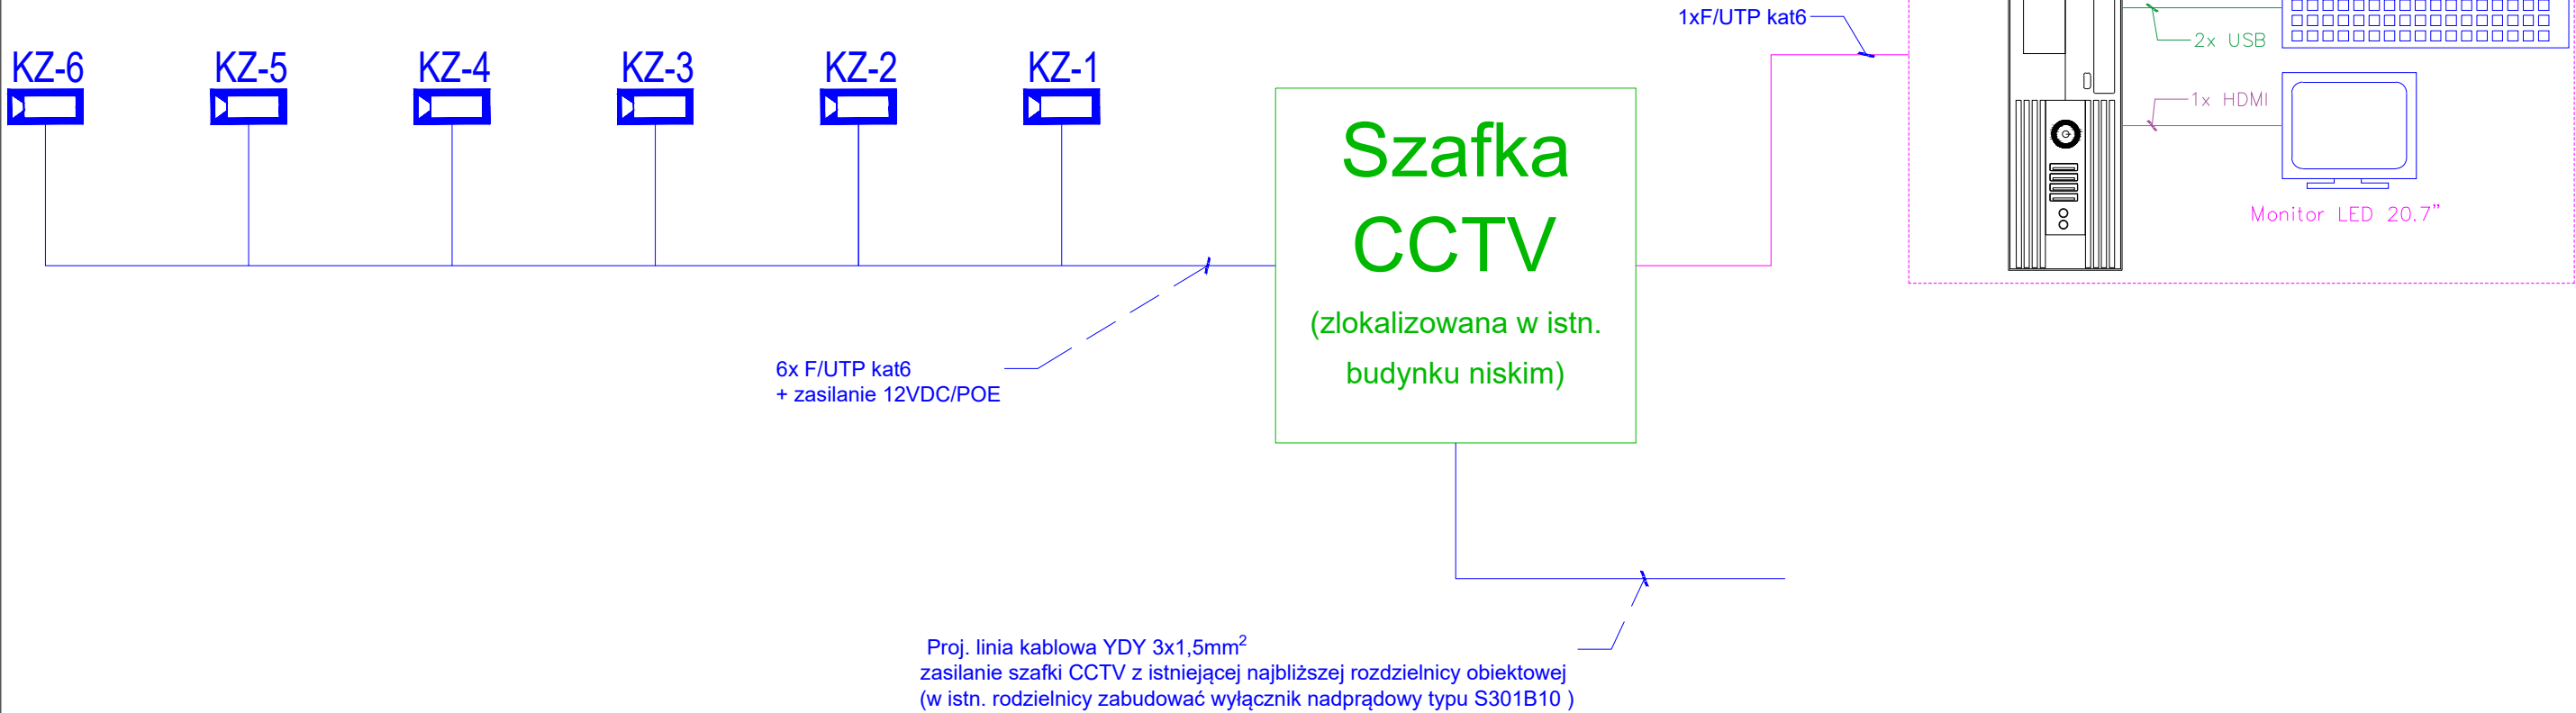 1xF/UTP kat6
2x USB
KZ-6 KZ-5 KZ-4 KZ-3 KZ-2 KZ-1
1x HDMI
Szafka
CCTV
(zlokalizowana w istn.
budynku niskim)
Monitor LED 20.7"
6x F/UTP kat6
+ zasilanie 12VDC/POE
Proj. linia kablowa YDY 3x1,5mm²
zasilanie szafki CCTV z istniejącej najbliższej rozdzielnicy obiektowej
(w istn. rodzielnicy zabudować wyłącznik nadprądowy typu S301B10 )